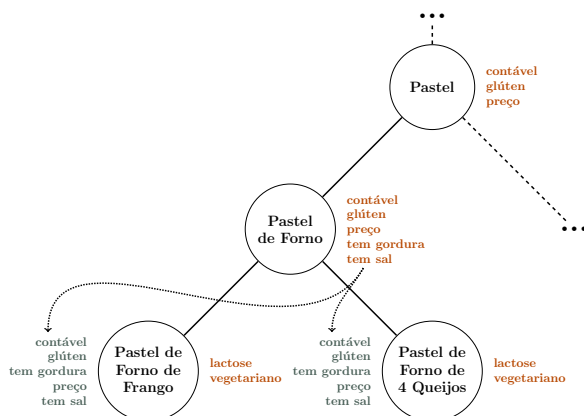 ...
Pastel
contável
glúten
preço
...
Pastel
de Forno
contável
glúten
preço
tem gordura
tem sal
contável
glúten
tem gordura
preço
tem sal
Pastel de
Forno de
Frango
lactose
vegetariano
contável
glúten
tem gordura
preço
tem sal
Pastel de
Forno de
4 Queijos
lactose
vegetariano